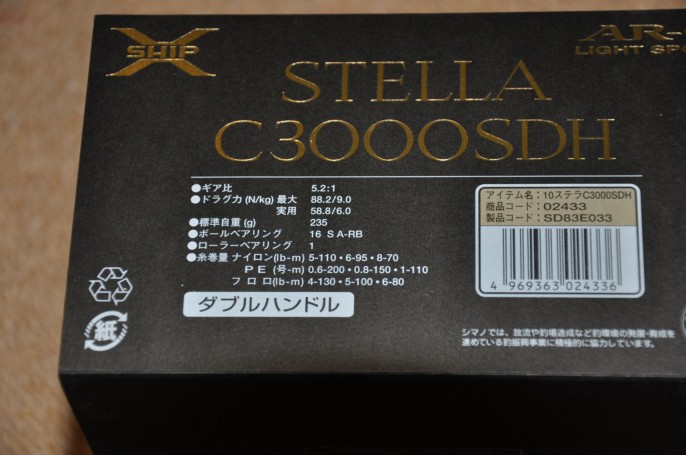 X
SHIP
AR-
LIGHT SPO
STELLA
C3000SDH
●ギア比 5.2:1
●ドラグ力(N/kg)最大 88.2/9.0
実用 58.8/6.0
●標準自重(g) 235
●ボールベアリング 16 S A-RB
●ローラーベアリング 1
●糸巻量 ナイロン(lb-m) 5-110・6-95・8-70
PE(号-m) 0.6-200・0.8-150・1-110
フロロ(lb-m) 4-130・5-100・6-80
ダブルハンドル
アイテム名:10ステラC3000SDH
商品コード:02433
製品コード:SD83E033
4 969363 024336
紙
シマノでは、放流や釣場造成など釣環境の発展・育成を
進めている釣振興事業に積極的に協力しています。